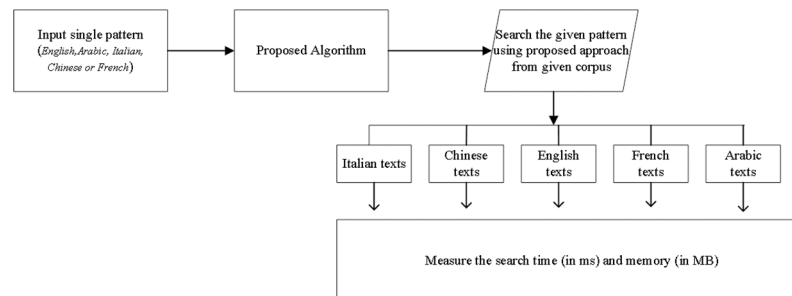 Input single pattern
(English,Arabic, Italian,
Chinese or French)
Proposed Algorithm
Search the given pattern
using proposed approach
from given corpus
Italian texts
Chinese
texts
English
texts
French
texts
Arabic
texts
Measure the search time (in ms) and memory (in MB)